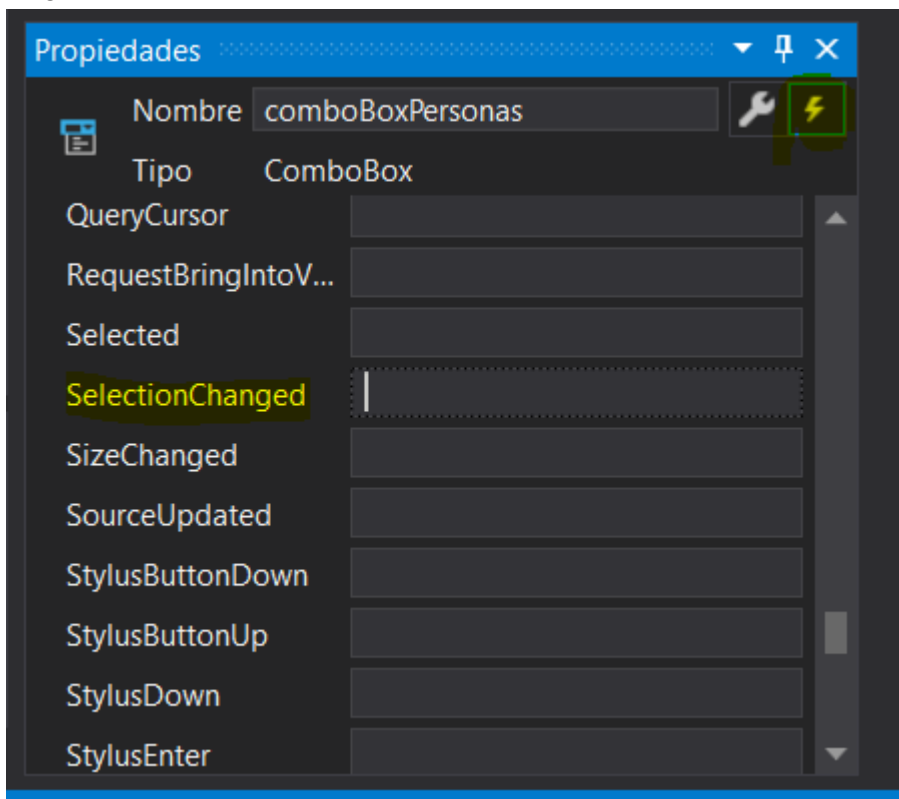 Propiedades
Nombre comboBoxPersonas
Tipo ComboBox
QueryCursor
RequestBringIntoV...
Selected
SelectionChanged
SizeChanged
SourceUpdated
StylusButtonDown
StylusButtonUp
StylusDown
StylusEnter